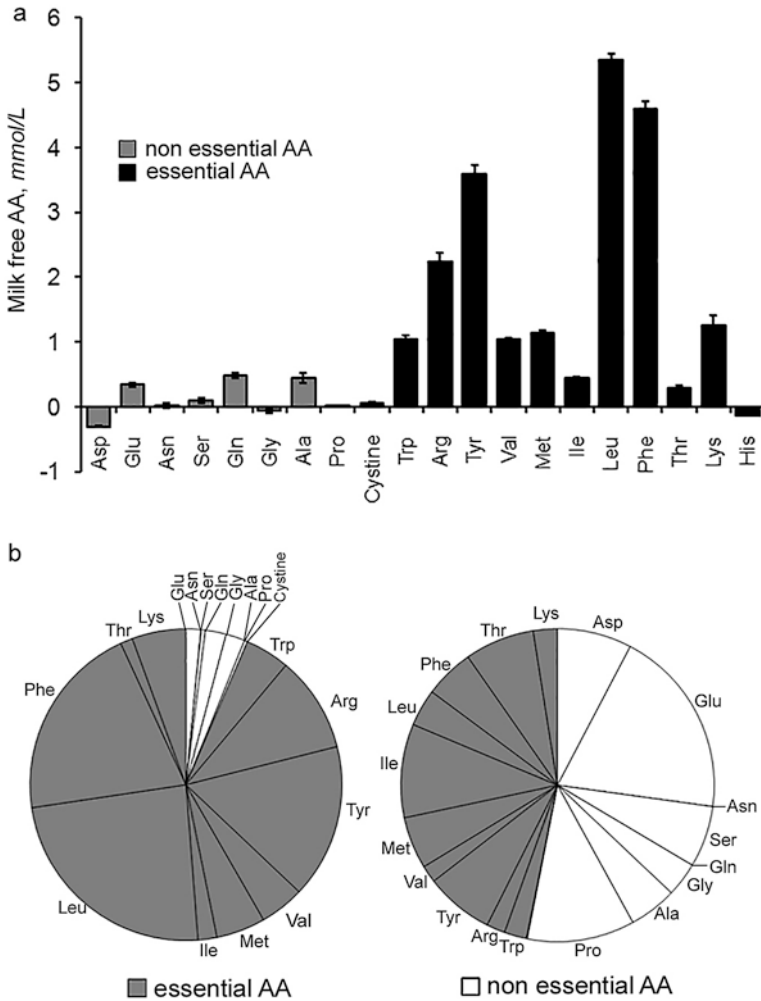 a
Milk free AA, mmol/L
6
5
4
3
2
1
0
-1
non essential AA
essential AA
Asp
Glu
Asn
Ser
Gln
Gly
Ala
Pro
Cystine
Trp
Arg
Tyr
Val
Met
Ile
Leu
Phe
Thr
Lys
His
b
Glu
Asn
Ser
Gln
Gly
Ala
Pro
Cystine
Trp
Arg
Tyr
Val
Met
Ile
Leu
Phe
Thr
Lys
Asp
Glu
Asn
Ser
Gln
Gly
Ala
Pro
Trp
Arg
Tyr
Val
Met
Ile
Leu
Phe
Thr
Lys
essential AA
non essential AA